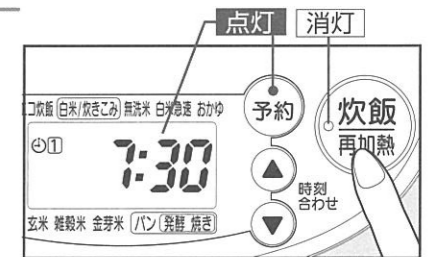 点灯 消灯
コ炊飯 白米/炊きこみ 無洗米 白米急速 おかゆ
予約
炊飯
再加熱
1
7:30
時刻
合わせ
玄米 雑穀米 金芽米 パン 発酵 焼き